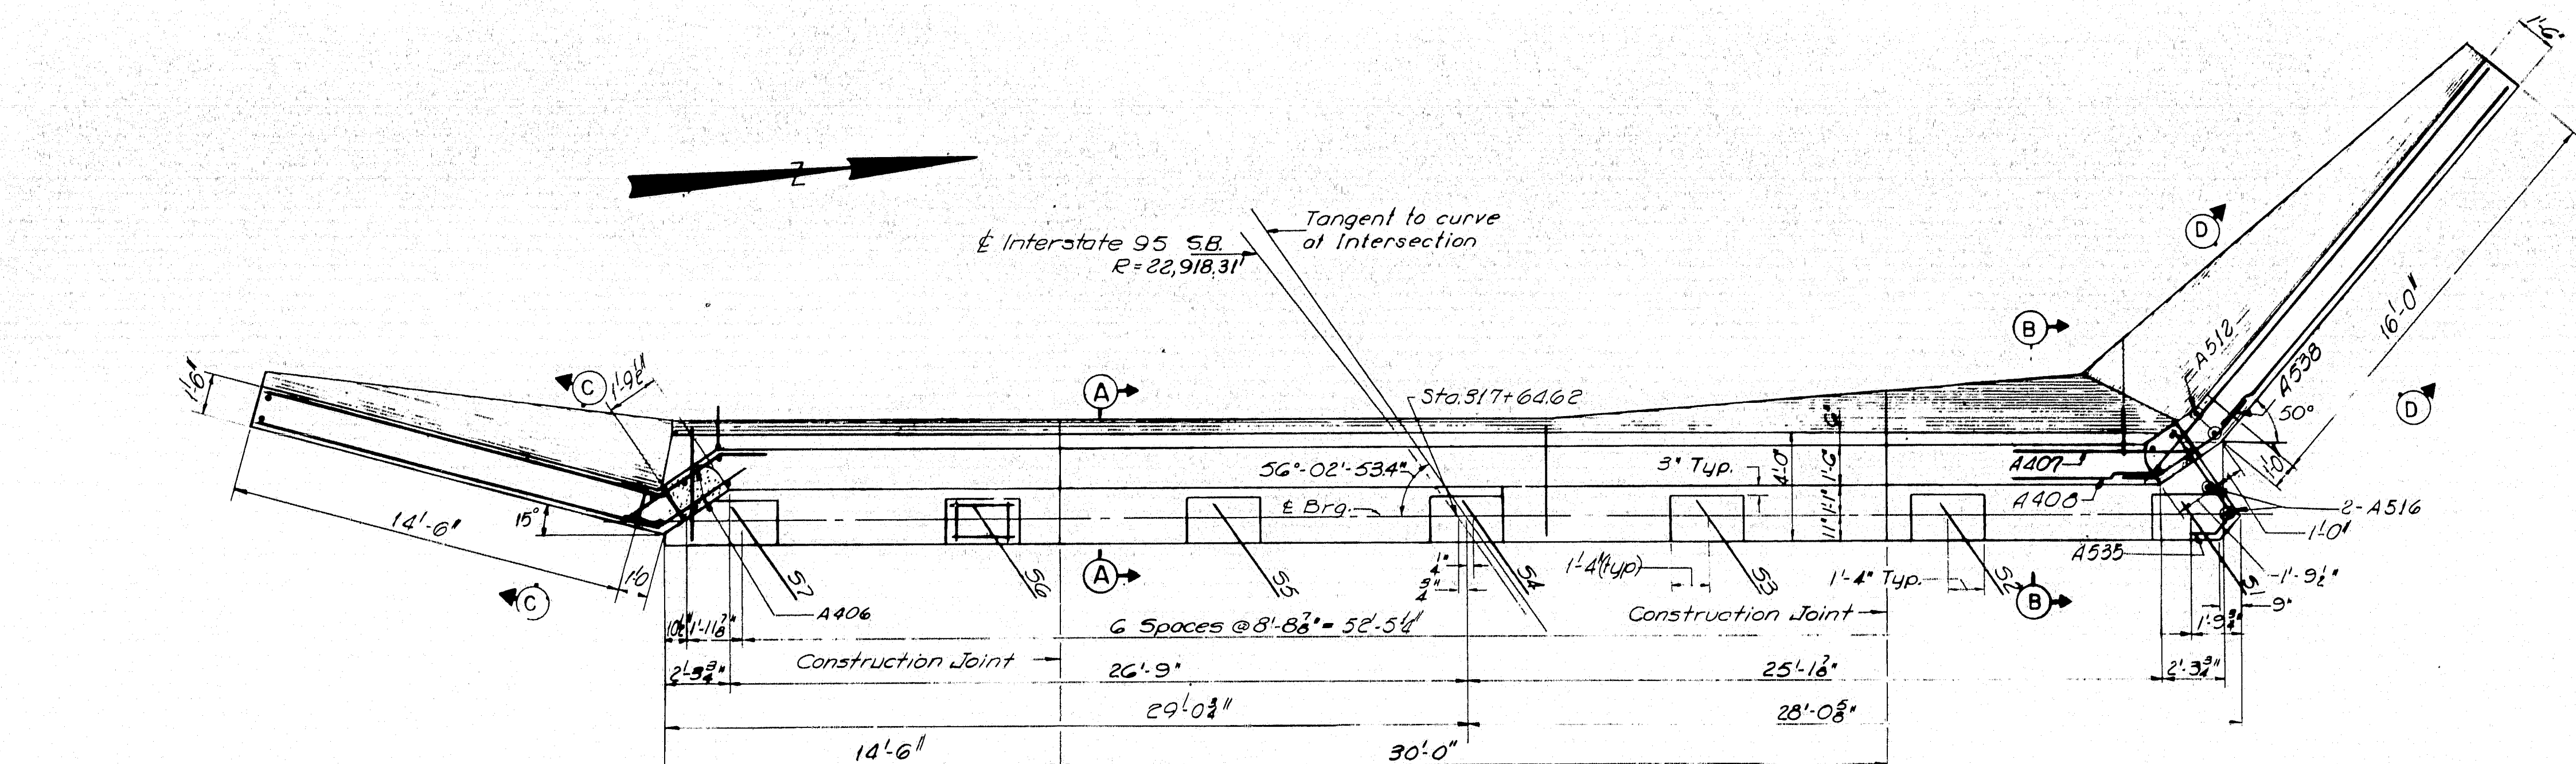 1'-6"
Z
Tangent to curve
at Intersection
₵ Interstate 95 S.B.
R=22,918.31'
D
B
16'-0"
A512
A538
50°
D
1'-6"
C
1'-9½"
A
Sta. 317+64.62
56°-02'-53.4"
3" Typ.
4'-0"
6"
A407
A408
1'-0"
₵ Brg.
14'-6"
15°
1'-0
2-A516
1'-0"
A535
1'-9½"
9"
A
C
S7
S6
S5
S4
S3
S2
S1
B
1/4"
3/4"
1'-4"(typ)
1'-4" Typ.
A406
10½"
1'-11⅞"
6 Spaces @ 8'-8⅞" = 52'-5¼"
Construction Joint
1'-9¾"
Construction Joint
2'-3¾"
26'-9"
25'-1⅞"
2'-3¾"
29'-0¾"
28'-0⅝"
14'-6"
30'-0"